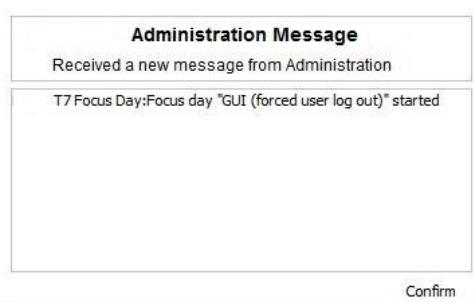 Administration Message
Received a new message from Administration
T7 Focus Day:Focus day "GUI (forced user log out)" started
Confirm